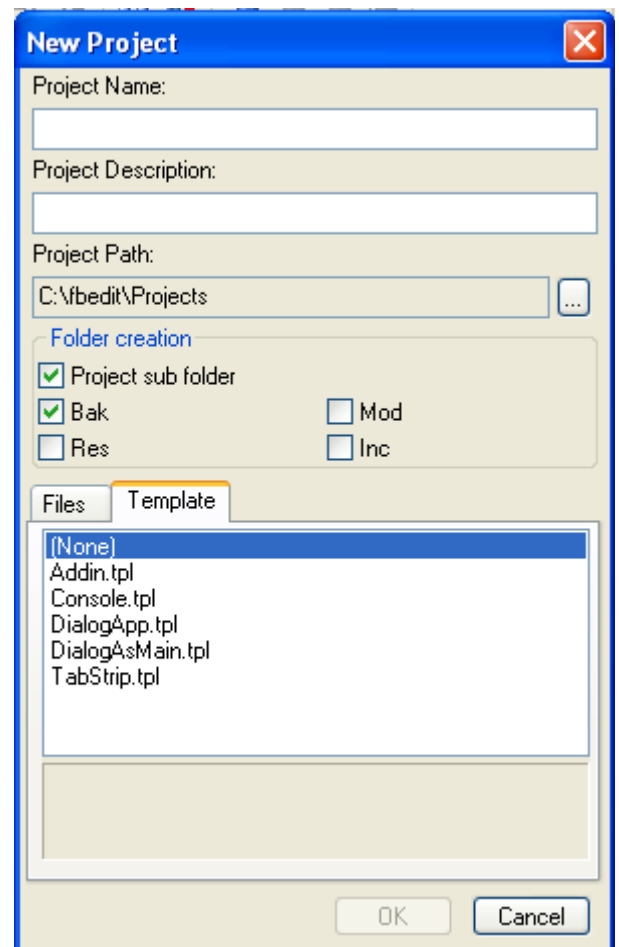 New Project
Project Name:
Project Description:
Project Path:
C:\fbedit\Projects
...
Folder creation
Project sub folder
Bak
Mod
Res
Inc
Files
Template
(None)
Addin.tpl
Console.tpl
DialogApp.tpl
DialogAsMain.tpl
TabStrip.tpl
OK
Cancel